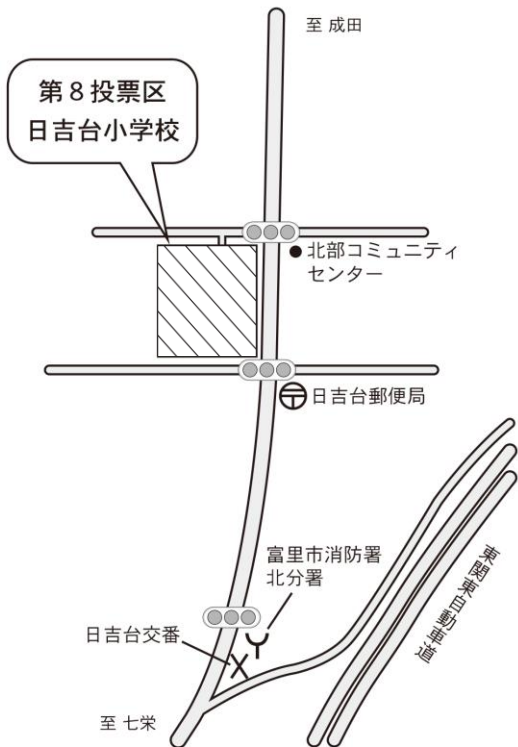 至 成田
第8投票区
日吉台小学校
北部コミュニティ
センター
日吉台郵便局
富里市消防署
北分署
日吉台交番
東関東自動車道
至 七栄